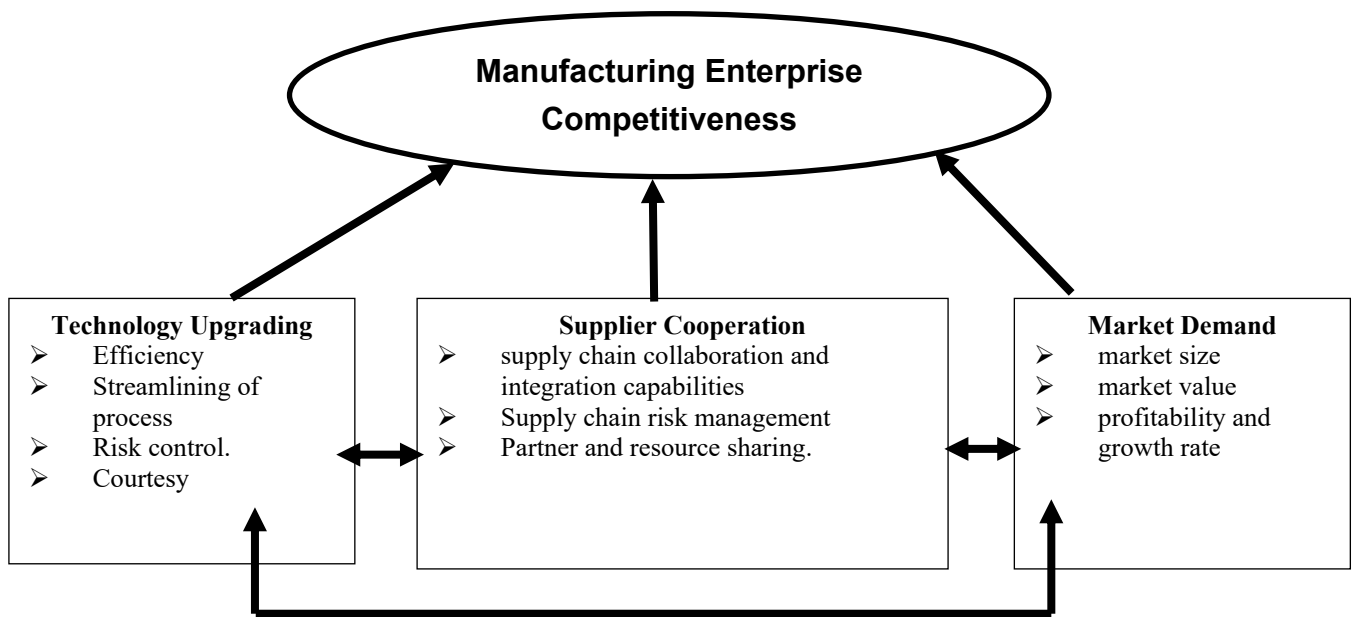 Manufacturing Enterprise
Competitiveness
Technology Upgrading
➢ Efficiency
➢ Streamlining of
process
➢ Risk control.
➢ Courtesy
Supplier Cooperation
➢ supply chain collaboration and
integration capabilities
➢ Supply chain risk management
➢ Partner and resource sharing.
Market Demand
➢ market size
➢ market value
➢ profitability and
growth rate